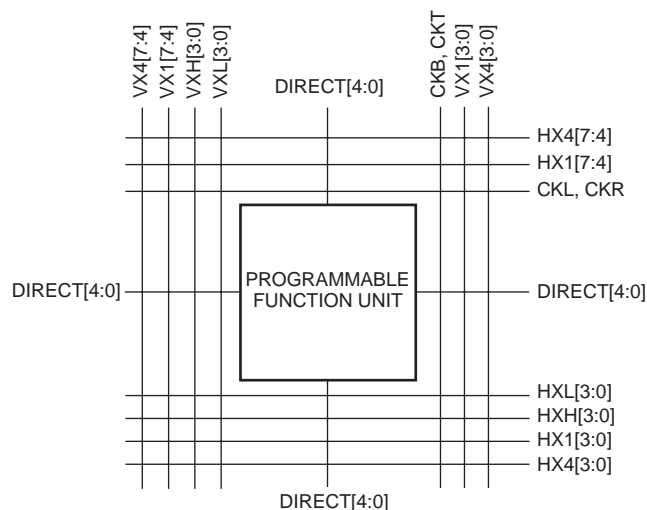 VX4[7:4]
VX1[7:4]
VXH[3:0]
VXL[3:0]
DIRECT[4:0]
CKB, CKT
VX1[3:0]
VX4[3:0]
HX4[7:4]
HX1[7:4]
CKL, CKR
DIRECT[4:0]
PROGRAMMABLE
FUNCTION UNIT
DIRECT[4:0]
HXL[3:0]
HXH[3:0]
HX1[3:0]
HX4[3:0]
DIRECT[4:0]